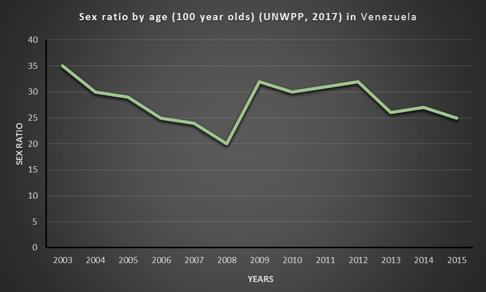 Sex ratio by age (100 year olds) (UNWPP, 2017) in Venezuela
40
35
30
25
20
15
10
5
0
SEX RATIO
2003 2004 2005 2006 2007 2008 2009 2010 2011 2012 2013 2014 2015
YEARS